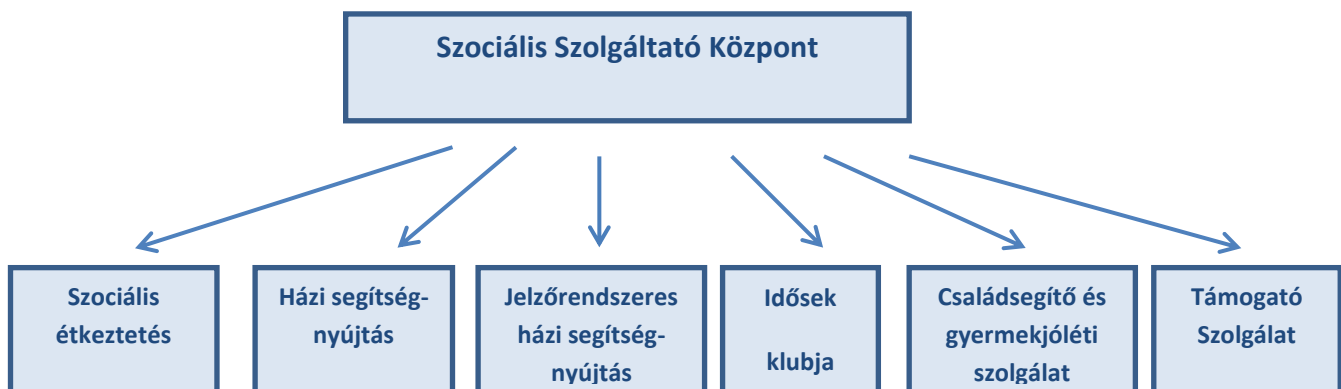 Szociális Szolgáltató Központ
Szociális
étkeztetés
Házi segítség-
nyújtás
Jelzőrendszeres
házi segítség-
nyújtás
Idősek
klubja
Családsegítő és
gyermekjóléti
szolgálat
Támogató
Szolgálat